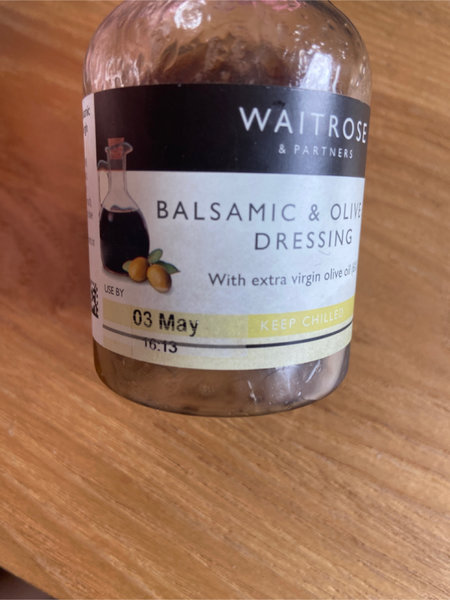 WAITROSE
& PARTNERS
BALSAMIC & OLIVE
DRESSING
With extra virgin olive oil
USE BY
03 May
KEEP CHILLED
16:13